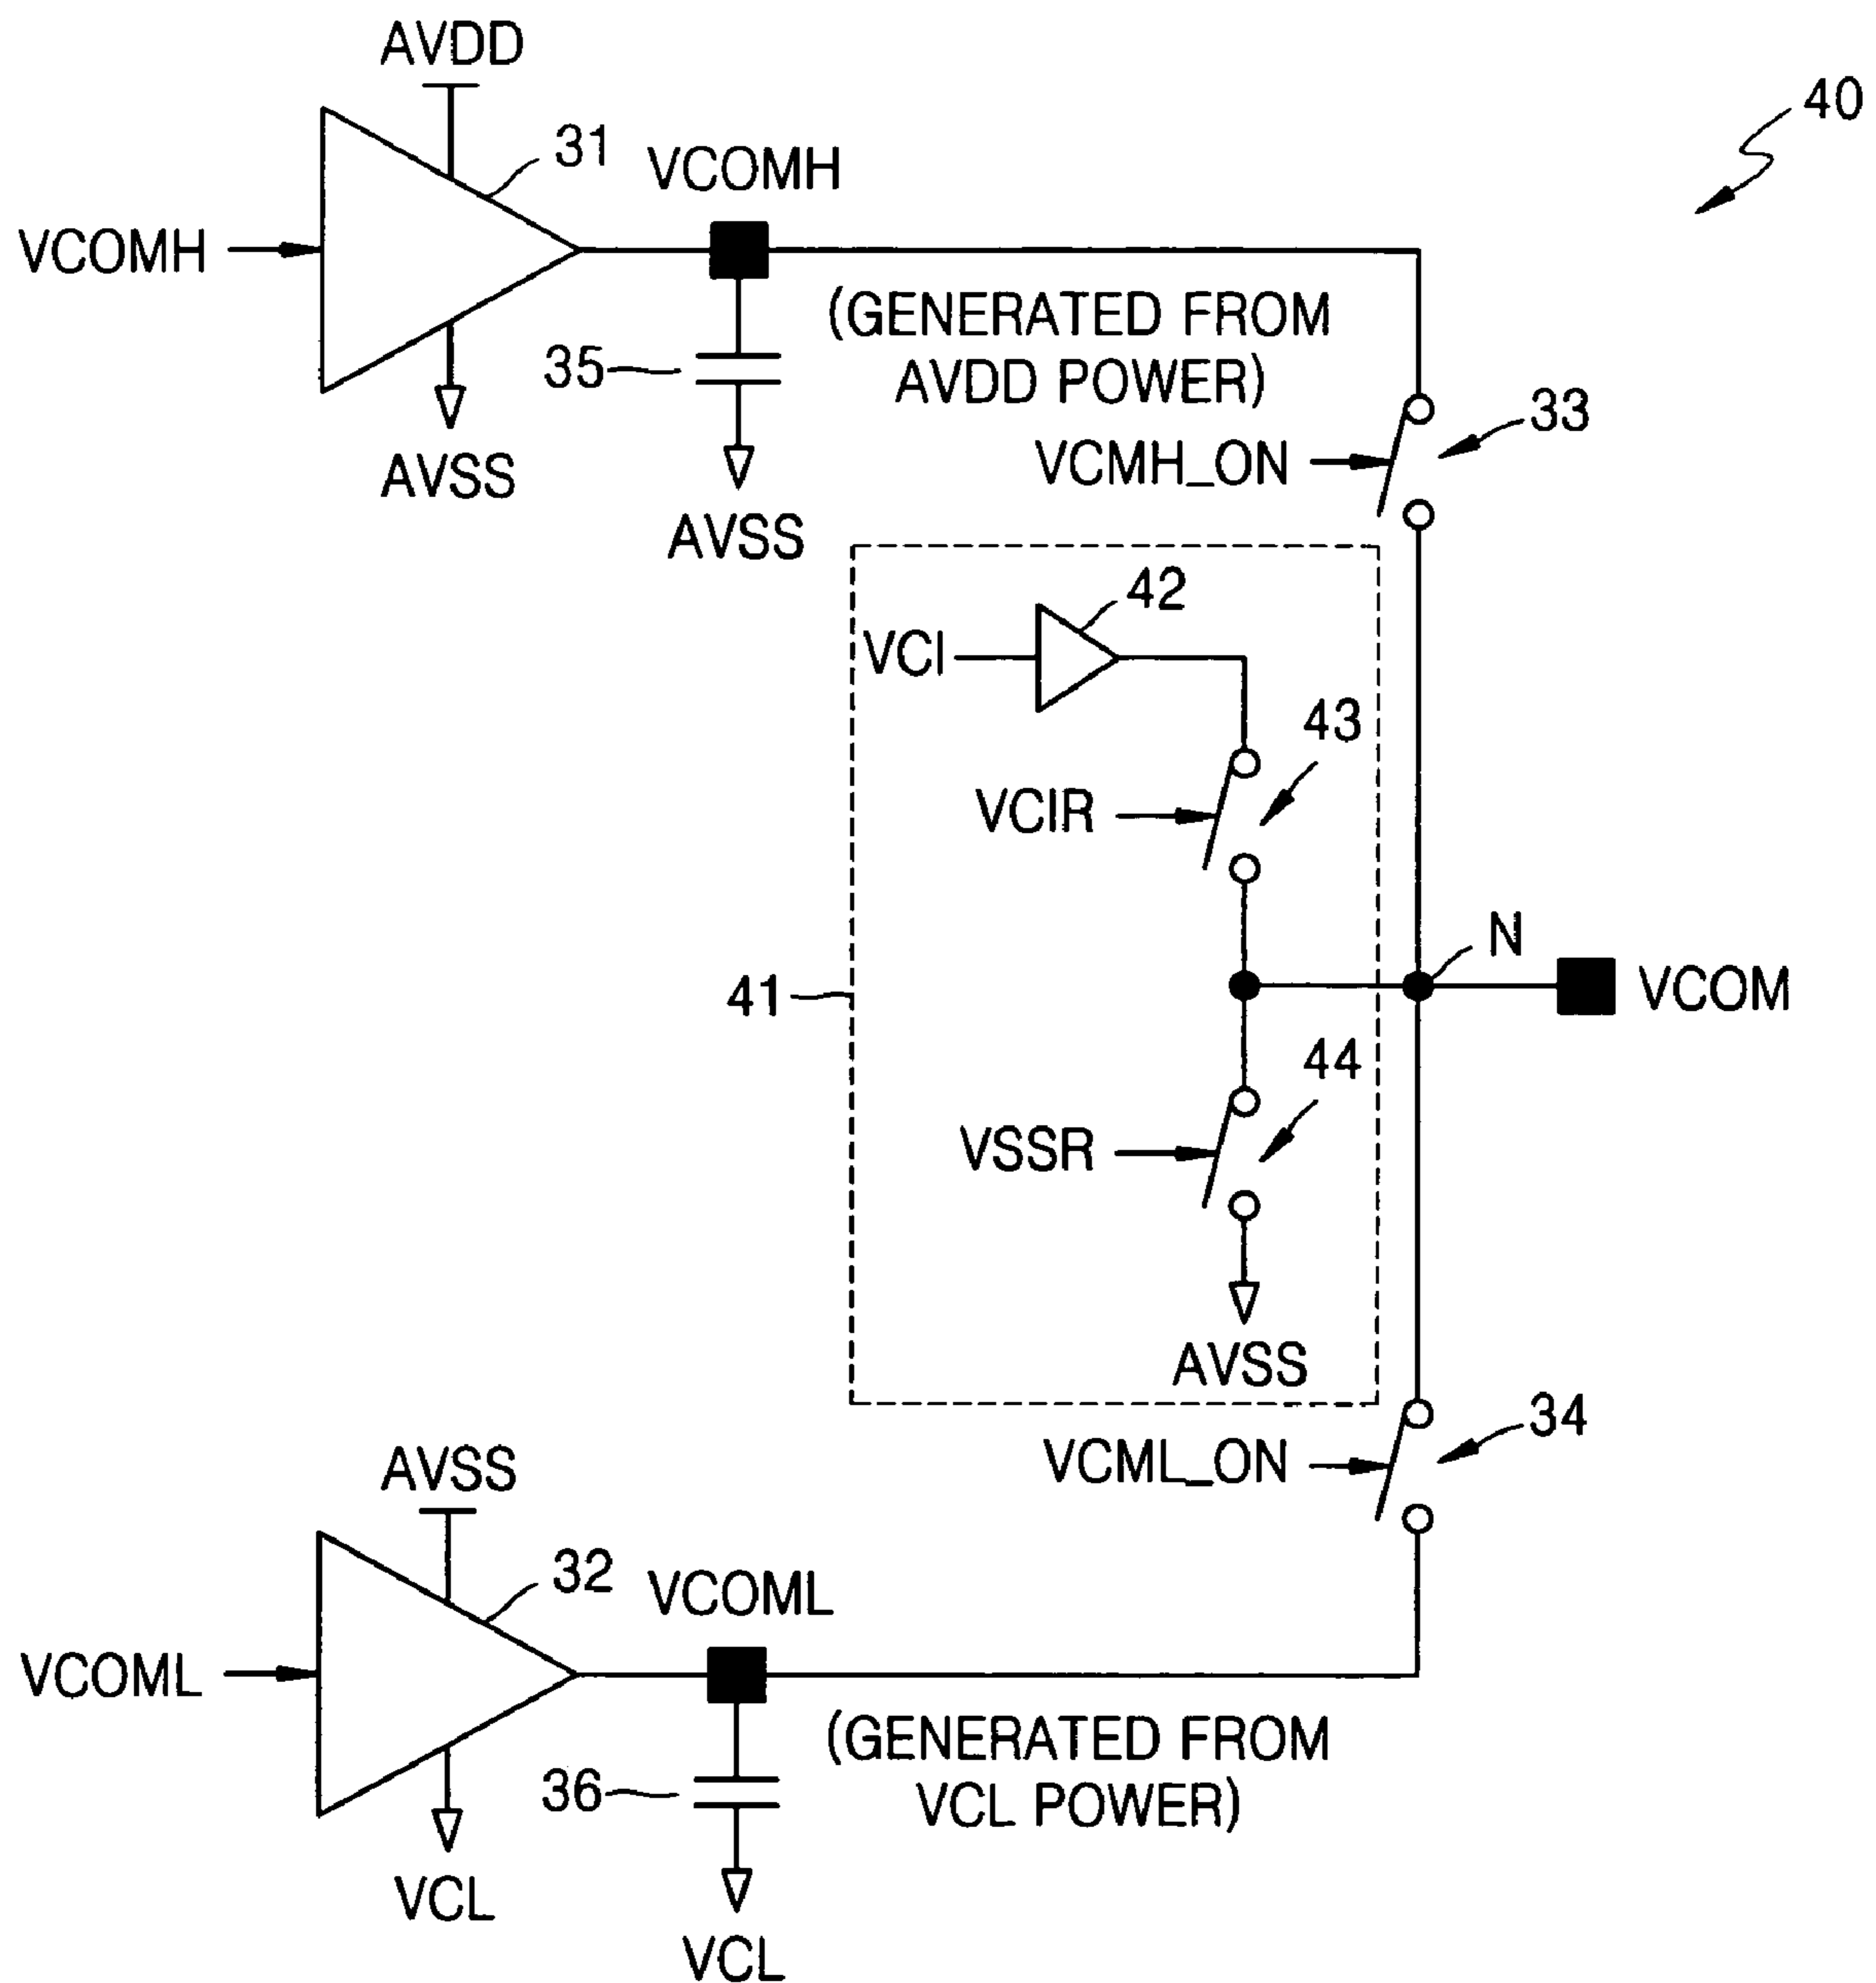 AVDD
40
31
VCOMH
VCOMH
(GENERATED FROM
AVDD POWER)
35
33
VCMH_ON
AVSS
AVSS
42
VCI
43
VCIR
N
41
VCOM
44
VSSR
AVSS
34
VCML_ON
AVSS
32
VCOML
VCOML
(GENERATED FROM
VCL POWER)
36
VCL
VCL